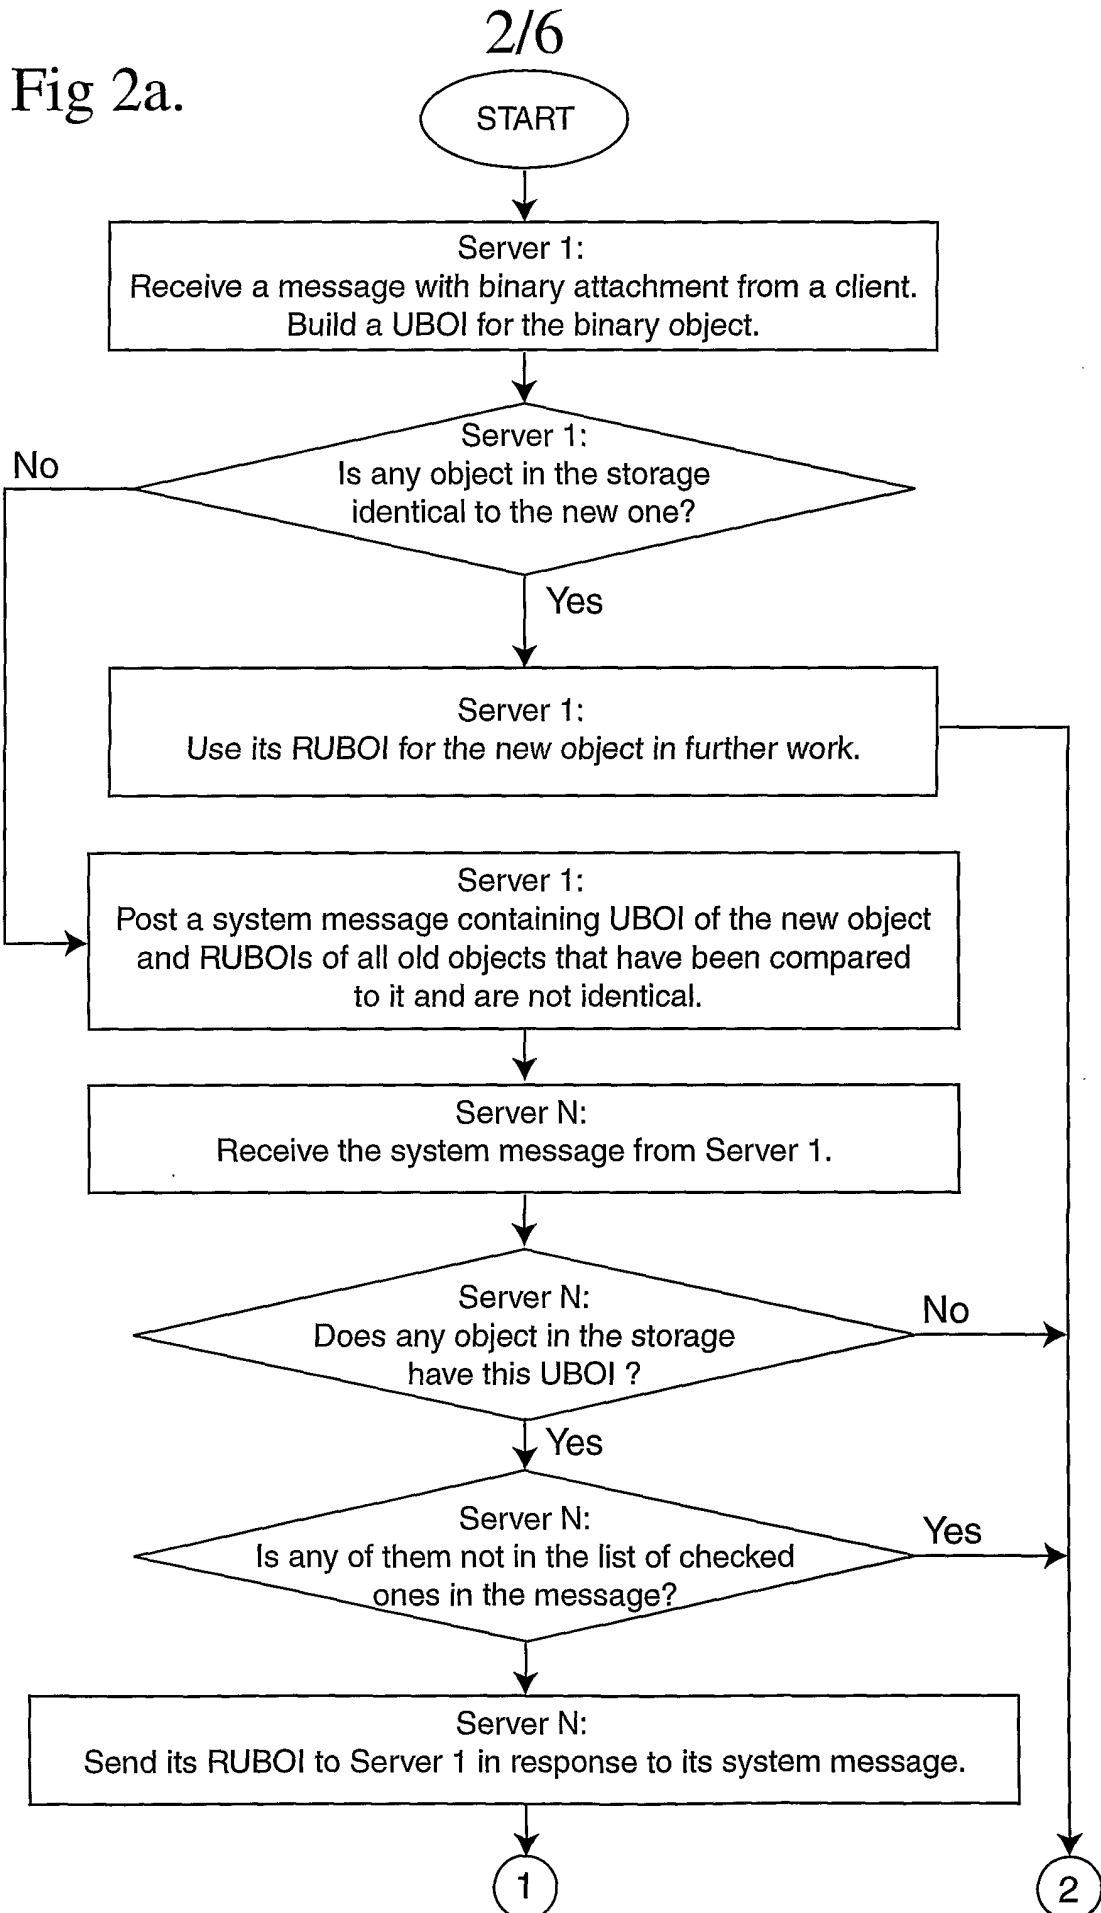 2/6
Fig 2a.
START
Server 1:
Receive a message with binary attachment from a client.
Build a UBOI for the binary object.
Server 1:
Is any object in the storage
identical to the new one?
No
Yes
Server 1:
Use its RUBOI for the new object in further work.
Server 1:
Post a system message containing UBOI of the new object
and RUBOIs of all old objects that have been compared
to it and are not identical.
Server N:
Receive the system message from Server 1.
Server N:
Does any object in the storage
have this UBOI ?
No
Yes
Server N:
Is any of them not in the list of checked
ones in the message?
Yes
Server N:
Send its RUBOI to Server 1 in response to its system message.
1
2